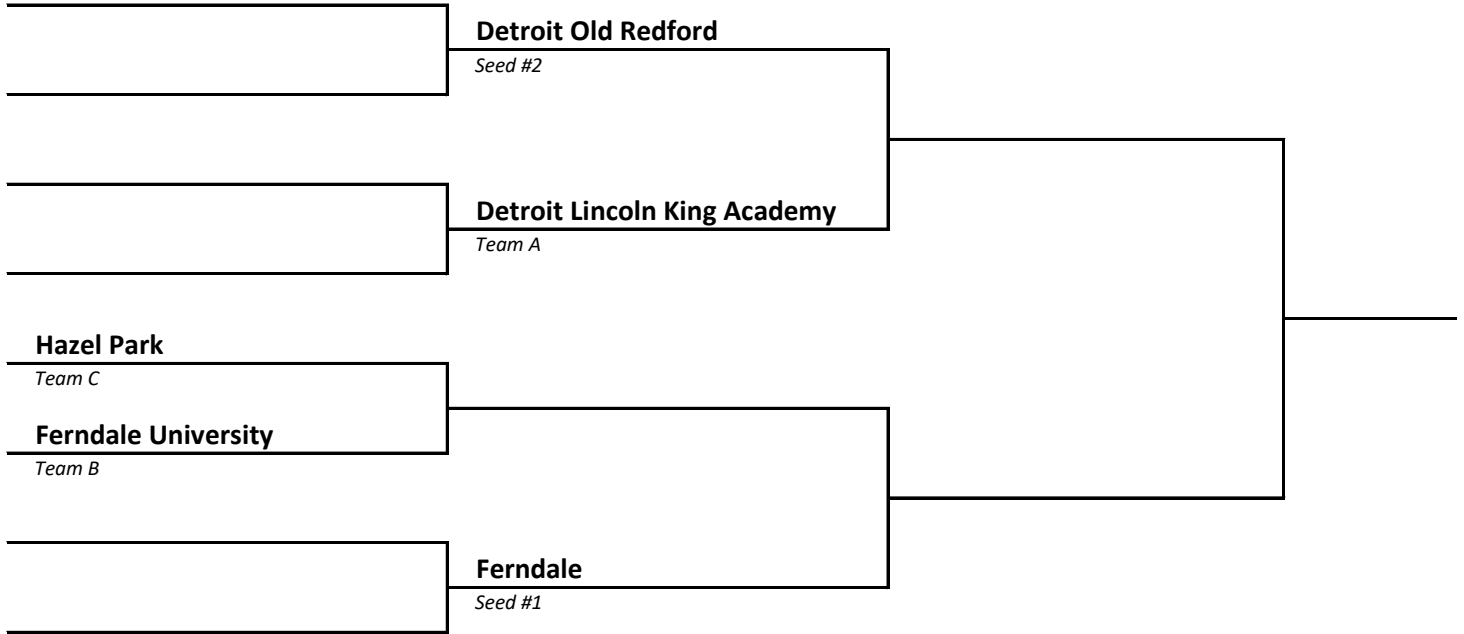 Detroit Old Redford
Seed #2
Detroit Lincoln King Academy
Team A
Hazel Park
Team C
Ferndale University
Team B
Ferndale
Seed #1